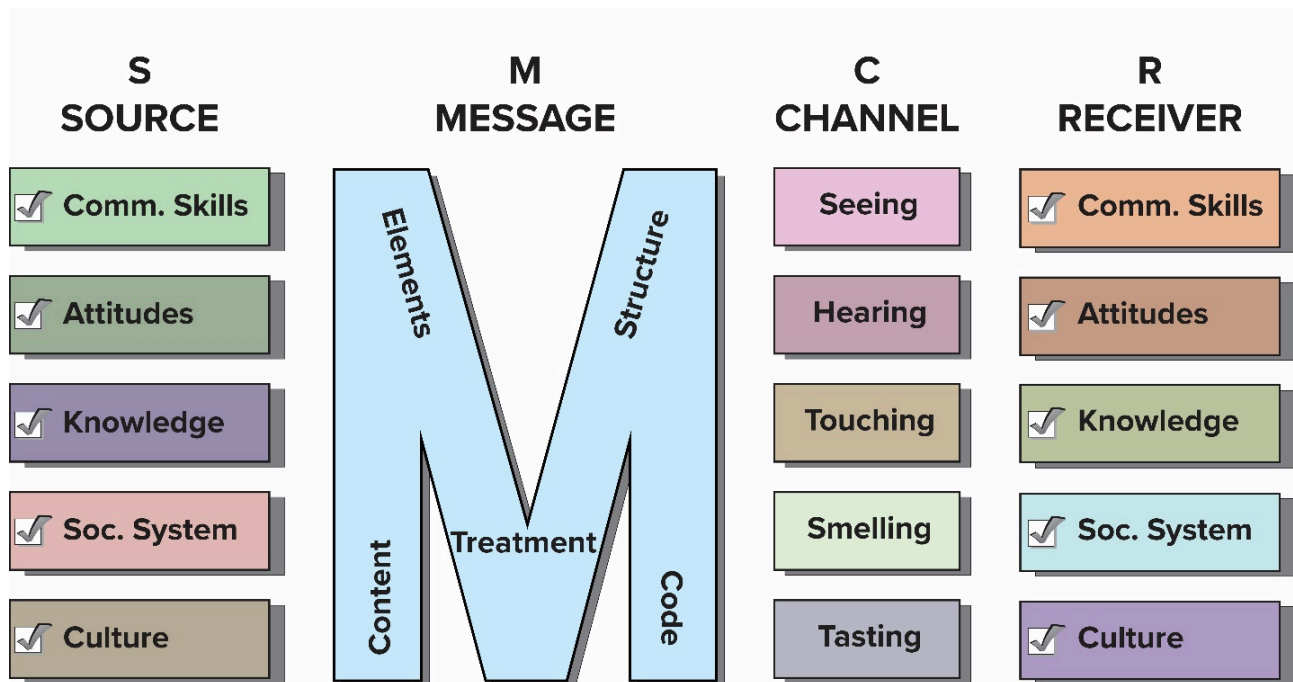 S
SOURCE
Comm. Skills
Attitudes
Knowledge
Soc. System
Culture
M
MESSAGE
Elements
Structure
Content
Treatment
Code
C
CHANNEL
Seeing
Hearing
Touching
Smelling
Tasting
R
RECEIVER
Comm. Skills
Attitudes
Knowledge
Soc. System
Culture